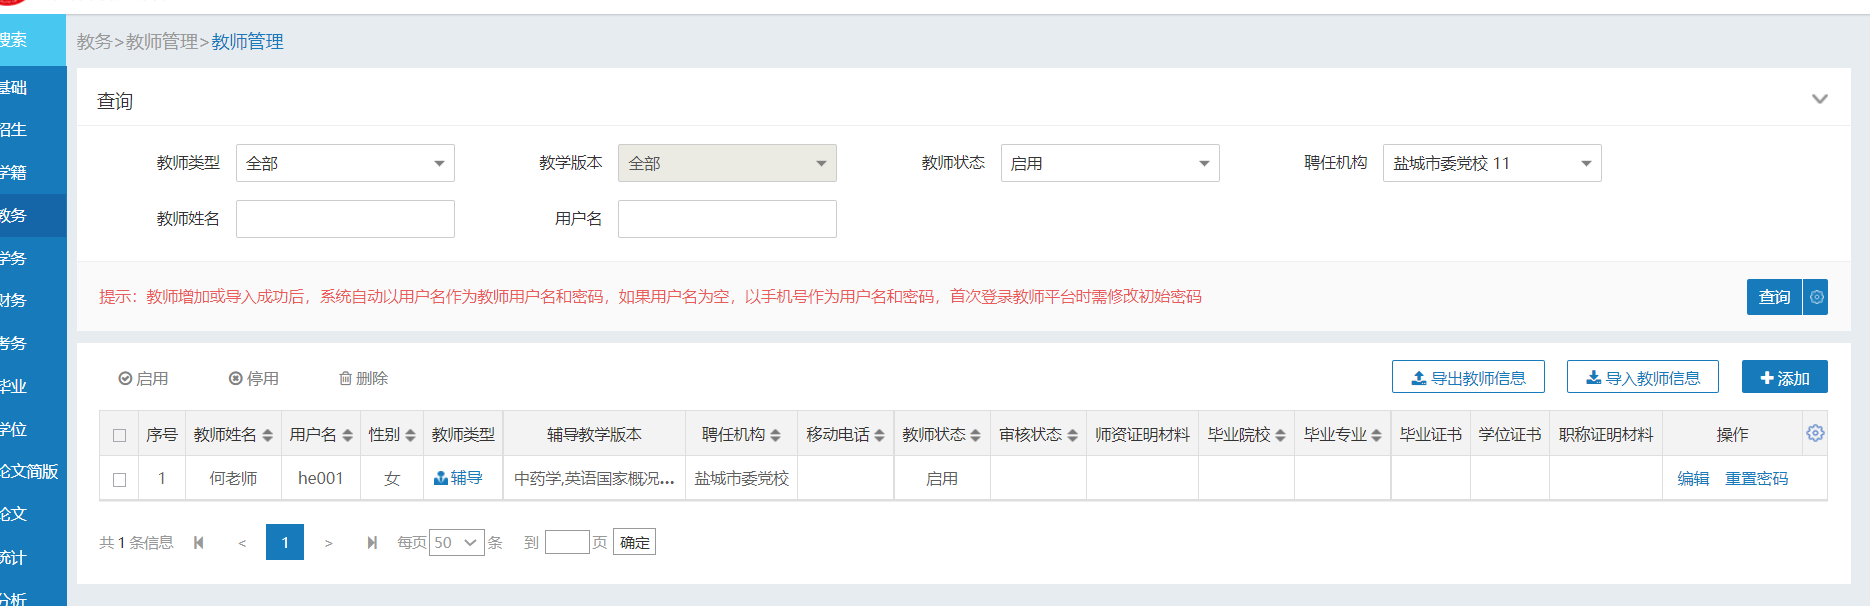 搜索
基础
招生
学籍
教务
学务
财务
考务
毕业
学位
论文简版
论文
统计
分析
教务>教师管理>教师管理
查询
教师类型 全部 教学版本 全部 教师状态 启用 聘任机构 盐城市委党校 11
教师姓名 用户名
提示：教师增加或导入成功后，系统自动以用户名作为教师用户名和密码，如果用户名为空，以手机号作为用户名和密码，首次登录教师平台时需修改初始密码 查询
启用 停用 删除 导出教师信息 导入教师信息 添加
序号 教师姓名 用户名 性别 教师类型 辅导教学版本 聘任机构 移动电话 教师状态 审核状态 师资证明材料 毕业院校 毕业专业 毕业证书 学位证书 职称证明材料 操作
1 何老师 he001 女 辅导 中药学,英语国家概况... 盐城市委党校 启用 编辑 重置密码
共1条信息 < 1 > 每页 50 条 到 页 确定